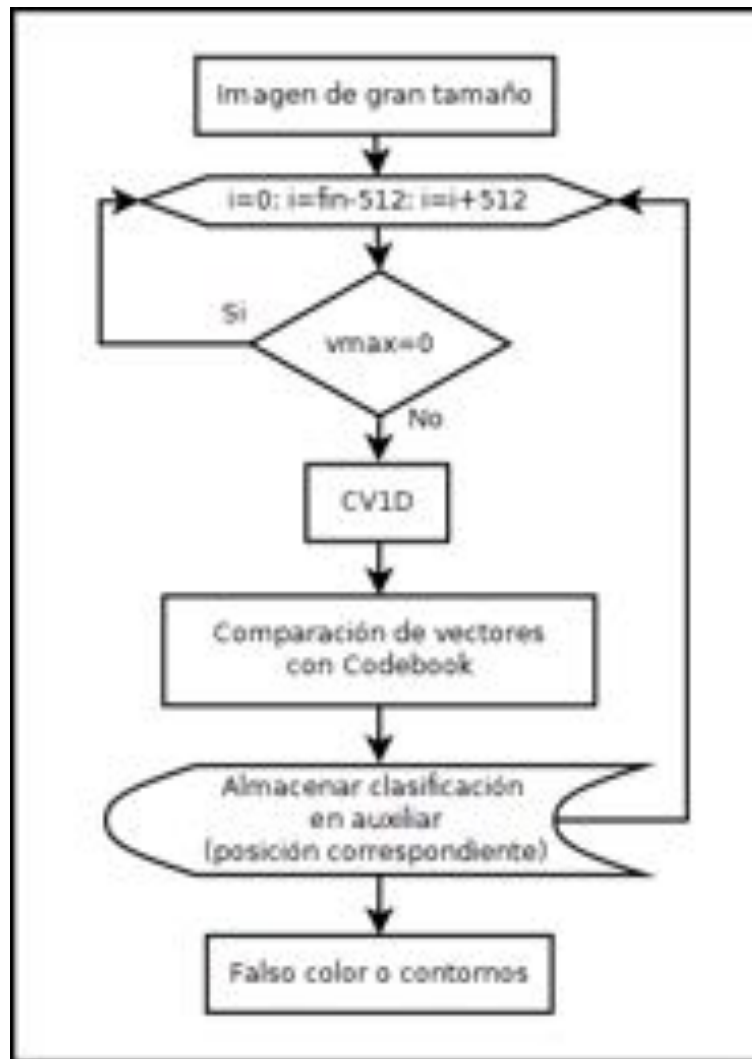 Imagen de gran tamaño
i=0; i=fin-512; i=i+512
Si
vmax=0
No
CV1D
Comparación de vectores
con Codebook
Almacenar clasificación
en auxiliar
(posición correspondiente)
Falso color o contornos